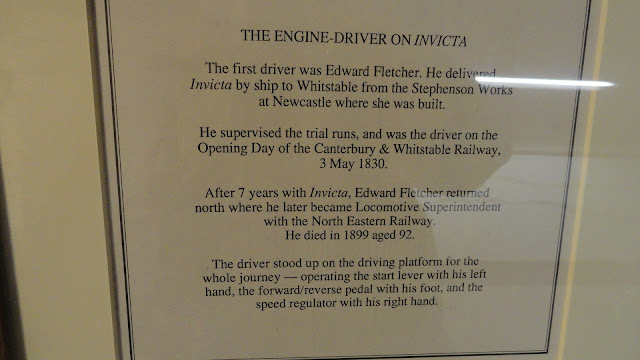 THE ENGINE-DRIVER ON INVICTA
The first driver was Edward Fletcher. He delivered
Invicta by ship to Whitstable from the Stephenson Works
at Newcastle where she was built.
He supervised the trial runs, and was the driver on the
Opening Day of the Canterbury & Whitstable Railway,
3 May 1830.
After 7 years with Invicta, Edward Fletcher returned
north where he later became Locomotive Superintendent
with the North Eastern Railway.
He died in 1899 aged 92.
The driver stood up on the driving platform for the
whole journey — operating the start lever with his left
hand, the forward/reverse pedal with his foot, and the
speed regulator with his right hand.